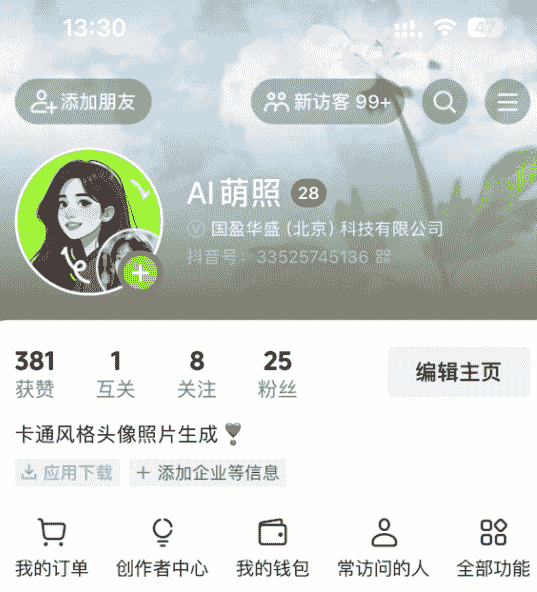 13:30
47
添加朋友
新访客 99+
AI萌照 28
国盈华盛(北京)科技有限公司
抖音号: 33525745136
381 1 8 25
获赞 互关 关注 粉丝
编辑主页
卡通风格头像照片生成
应用下载 + 添加企业等信息
我的订单 创作者中心 我的钱包 常访问的人 全部功能